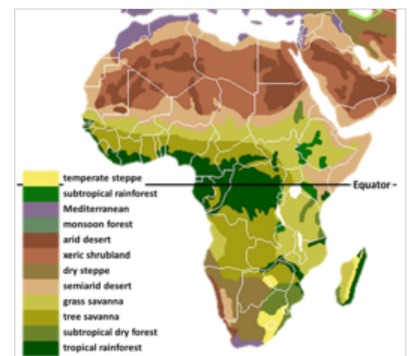 temperate steppe
subtropical rainforest
Equator
Mediterranean
monsoon forest
arid desert
xeric shrubland
dry steppe
semiarid desert
grass savanna
tree savanna
subtropical dry forest
tropical rainforest